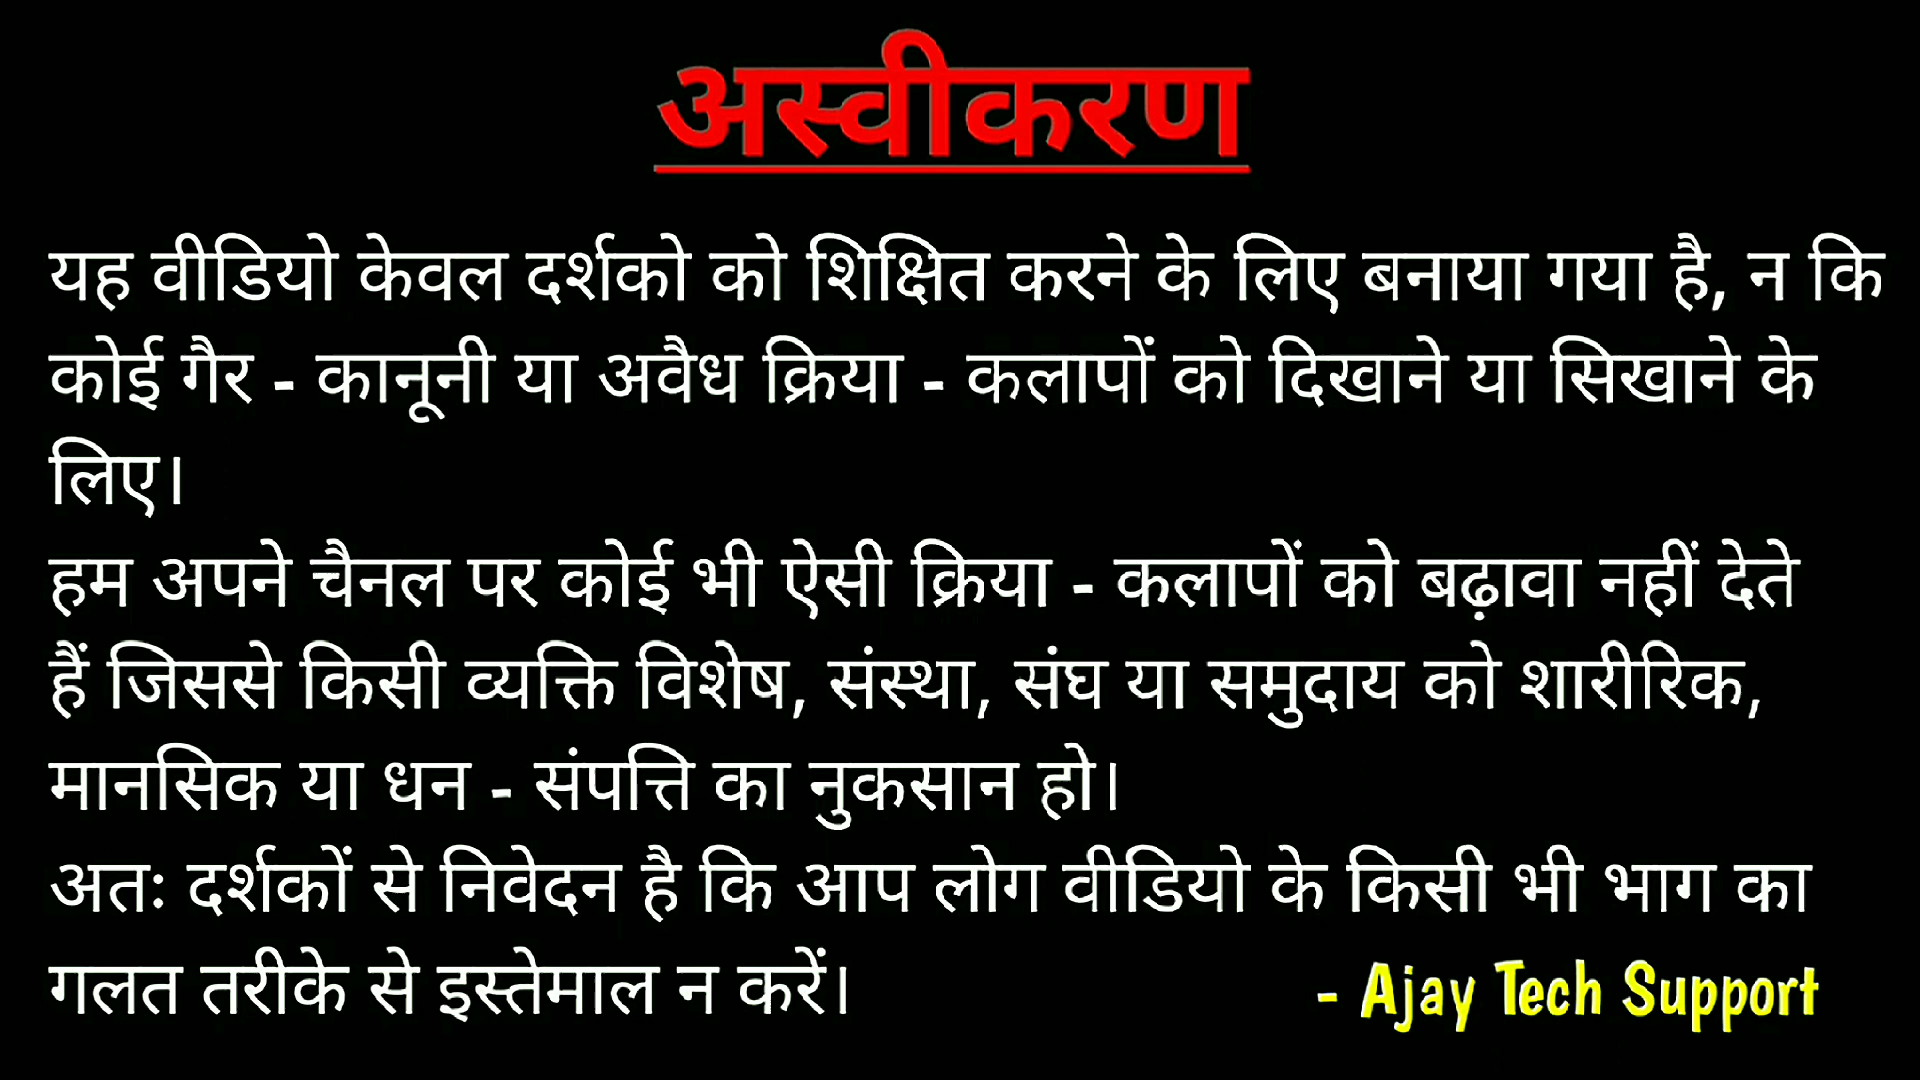 अस्वीकरण
यह वीडियो केवल दर्शको को शिक्षित करने के लिए बनाया गया है, न कि
कोई गैर - कानूनी या अवैध क्रिया - कलापों को दिखाने या सिखाने के
लिए।
हम अपने चैनल पर कोई भी ऐसी क्रिया - कलापों को बढ़ावा नहीं देते
हैं जिससे किसी व्यक्ति विशेष, संस्था, संघ या समुदाय को शारीरिक,
मानसिक या धन - संपत्ति का नुकसान हो।
अतः दर्शकों से निवेदन है कि आप लोग वीडियो के किसी भी भाग का
गलत तरीके से इस्तेमाल न करें। - Ajay Tech Support